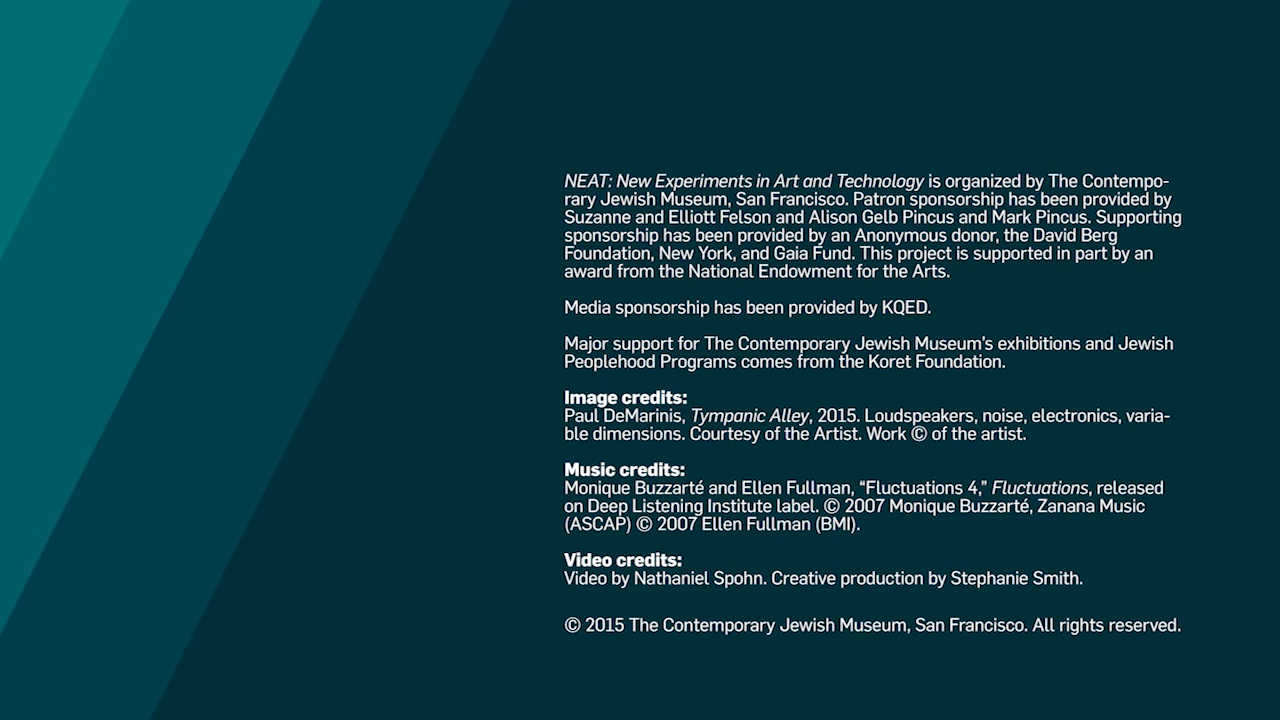 NEAT: New Experiments in Art and Technology is organized by The Contempo-
rary Jewish Museum, San Francisco. Patron sponsorship has been provided by
Suzanne and Elliott Felson and Alison Gelb Pincus and Mark Pincus. Supporting
sponsorship has been provided by an Anonymous donor, the David Berg
Foundation, New York, and Gaia Fund. This project is supported in part by an
award from the National Endowment for the Arts.
Media sponsorship has been provided by KQED.
Major support for The Contemporary Jewish Museum's exhibitions and Jewish
Peoplehood Programs comes from the Koret Foundation.
Image credits:
Paul DeMarinis, Tympanic Alley, 2015. Loudspeakers, noise, electronics, varia-
ble dimensions. Courtesy of the Artist. Work © of the artist.
Music credits:
Monique Buzzarté and Ellen Fullman, “Fluctuations 4,” Fluctuations, released
on Deep Listening Institute label. © 2007 Monique Buzzarté, Zanana Music
(ASCAP) © 2007 Ellen Fullman (BMI).
Video credits:
Video by Nathaniel Spohn. Creative production by Stephanie Smith.
© 2015 The Contemporary Jewish Museum, San Francisco. All rights reserved.